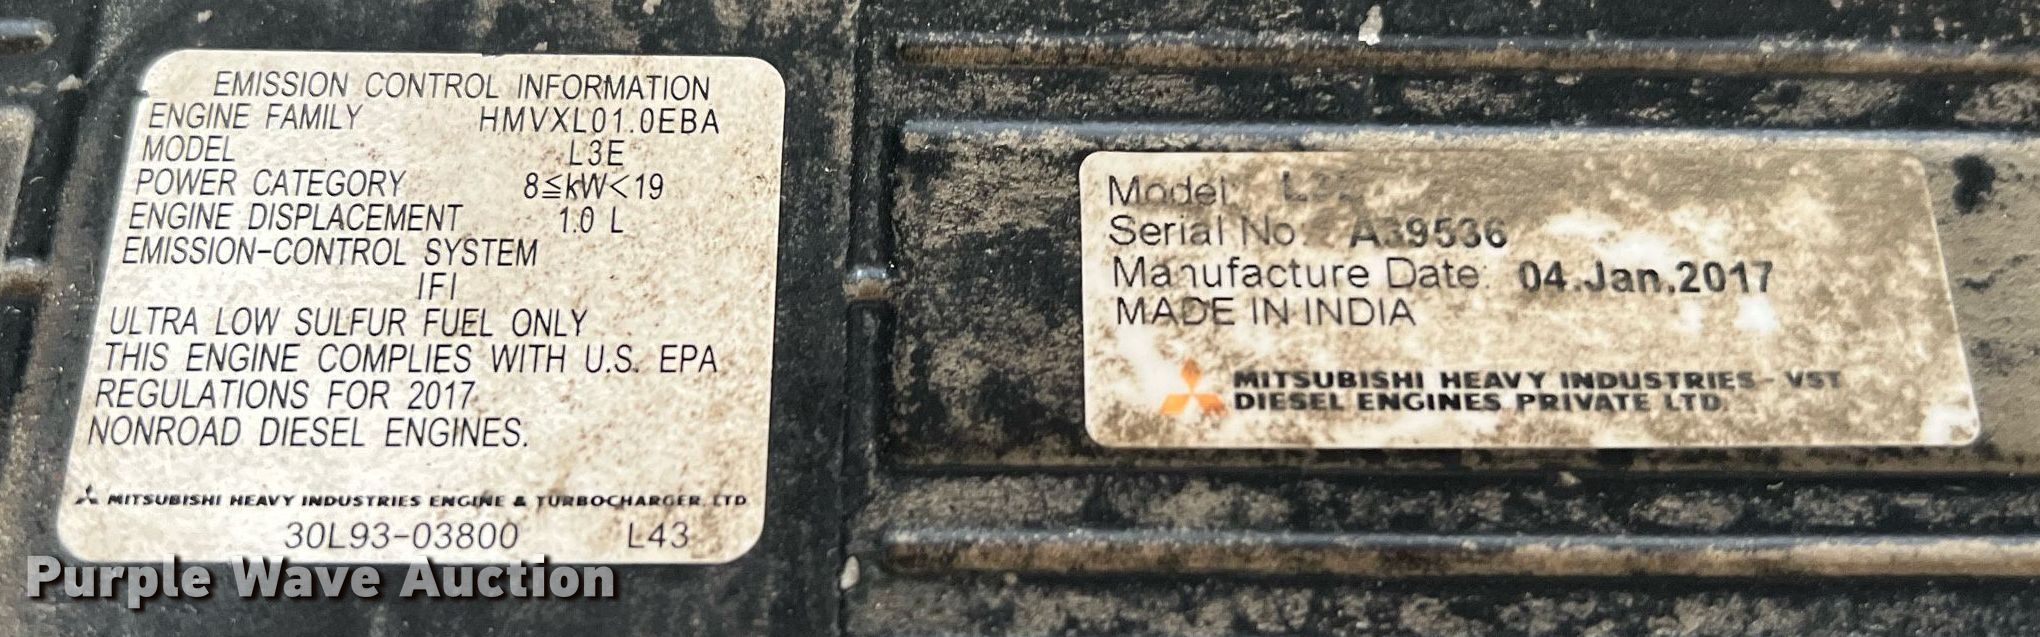 EMISSION CONTROL INFORMATION
ENGINE FAMILY HMVXL01.0EBA
MODEL L3E
POWER CATEGORY 8≦kW<19
ENGINE DISPLACEMENT 1.0 L
EMISSION-CONTROL SYSTEM
IFI
ULTRA LOW SULFUR FUEL ONLY
THIS ENGINE COMPLIES WITH U.S. EPA
REGULATIONS FOR 2017
NONROAD DIESEL ENGINES.
MITSUBISHI HEAVY INDUSTRIES ENGINE & TURBOCHARGER, LTD
30L93-03800 L43
Model:
Serial No: A39536
Manufacture Date: 04.Jan.2017
MADE IN INDIA
MITSUBISHI HEAVY INDUSTRIES - VST
DIESEL ENGINES PRIVATE LTD.
Purple Wave Auction